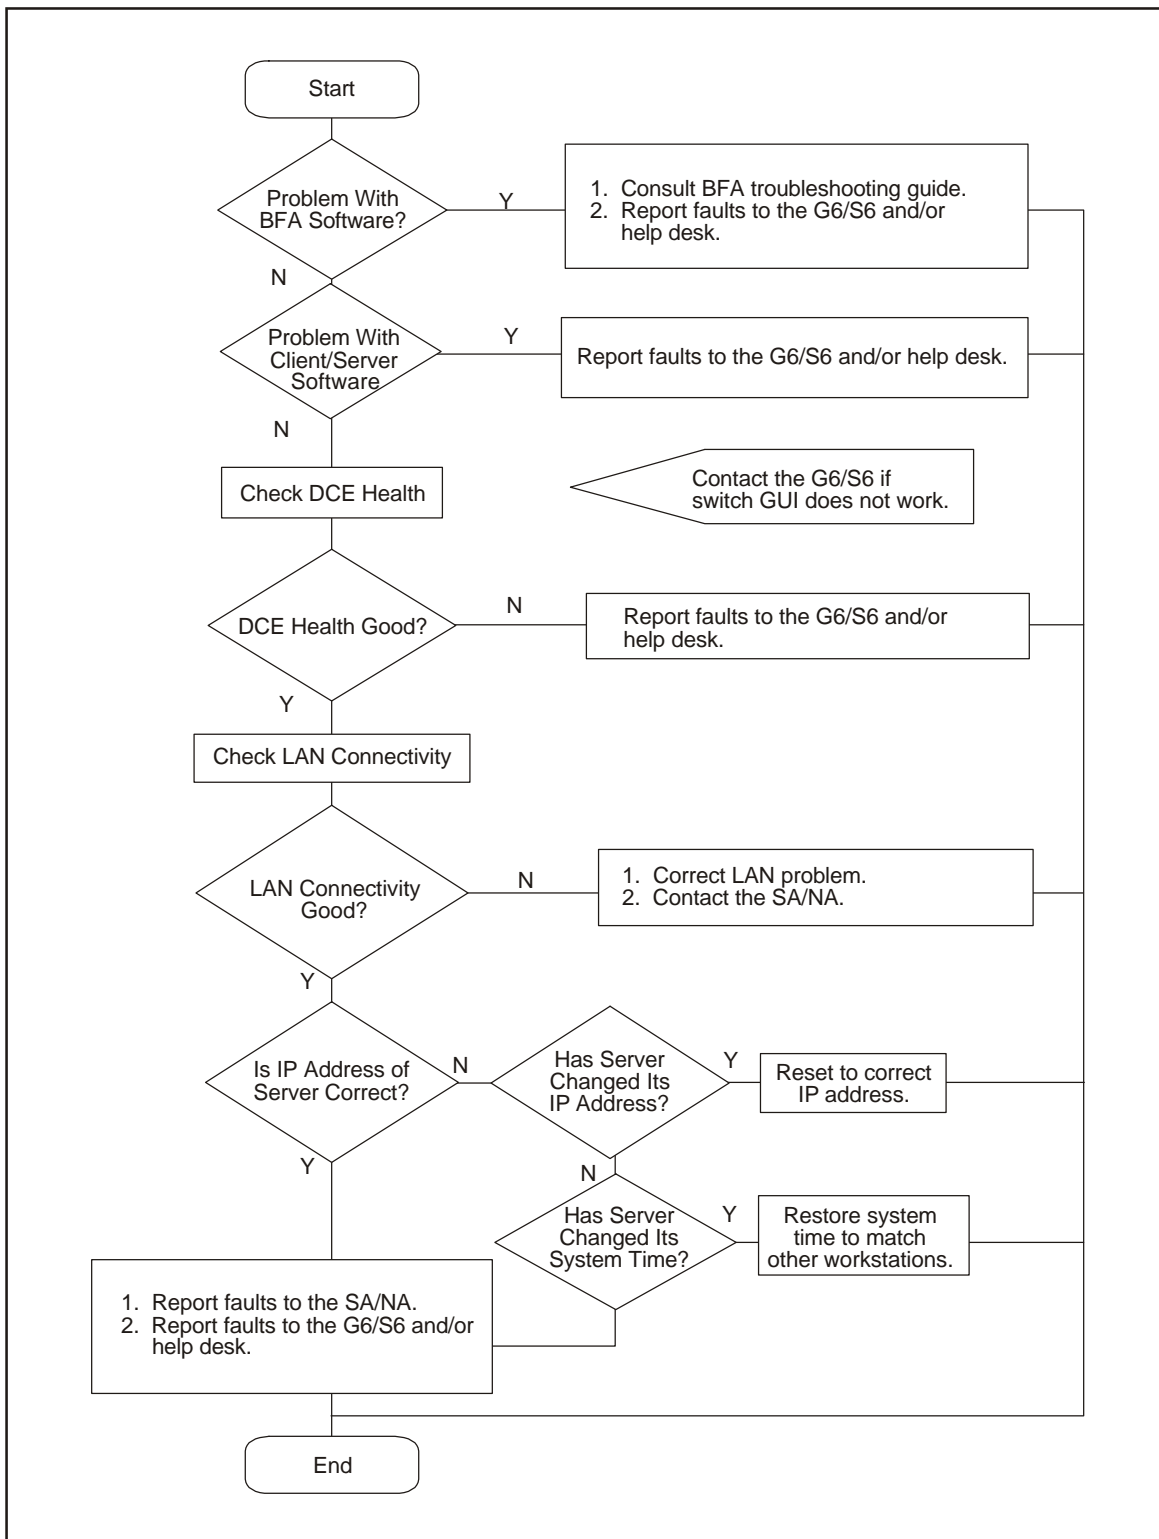 Start
Problem With
BFA Software?
Y
1. Consult BFA troubleshooting guide.
2. Report faults to the G6/S6 and/or
help desk.
N
Problem With
Client/Server
Software
Y
Report faults to the G6/S6 and/or help desk.
N
Check DCE Health
Contact the G6/S6 if
switch GUI does not work.
DCE Health Good?
N
Report faults to the G6/S6 and/or
help desk.
Y
Check LAN Connectivity
LAN Connectivity
Good?
N
1. Correct LAN problem.
2. Contact the SA/NA.
Y
Is IP Address of
Server Correct?
N
Has Server
Changed Its
IP Address?
Y
Reset to correct
IP address.
Y
N
Has Server
Changed Its
System Time?
Y
Restore system
time to match
other workstations.
1. Report faults to the SA/NA.
2. Report faults to the G6/S6 and/or
help desk.
End